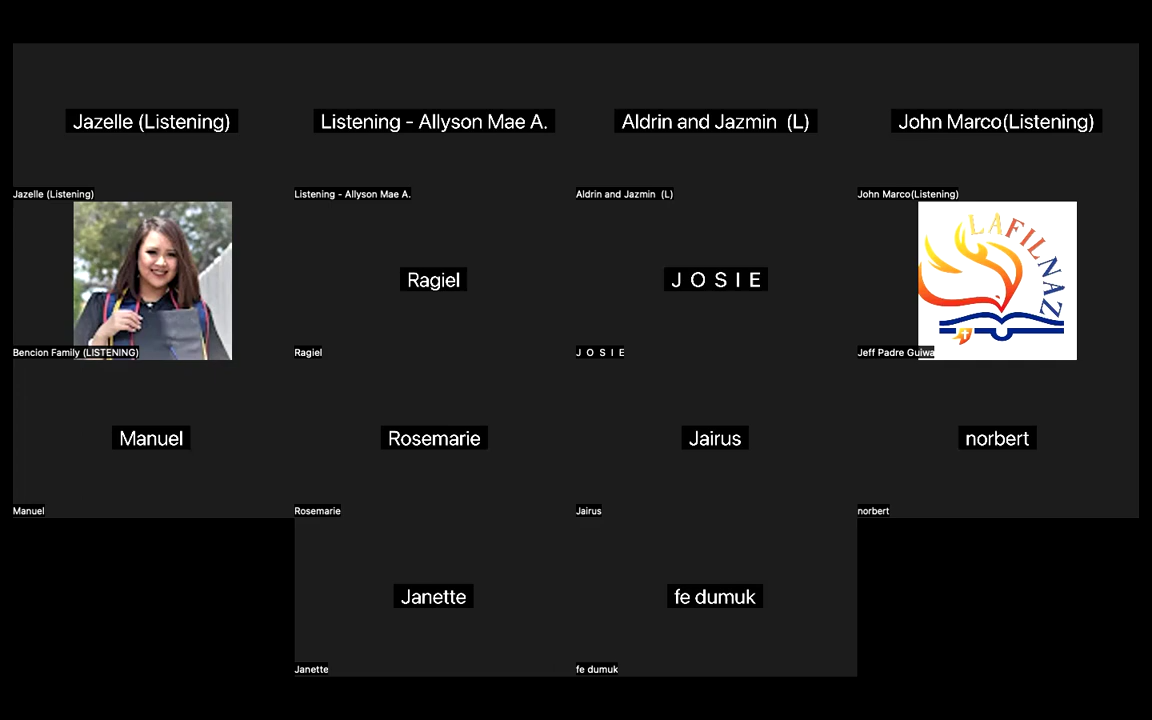 Jazelle (Listening)
Listening - Allyson Mae A.
Aldrin and Jazmin (L)
John Marco(Listening)
Jazelle (Listening)
Listening - Allyson Mae A.
Aldrin and Jazmin (L)
John Marco(Listening)
Ragiel
J O S I E
LAFILNAZ
Bencion Family (LISTENING)
Ragiel
J O S I E
Jeff Padre Guiwa
Manuel
Rosemarie
Jairus
norbert
Manuel
Rosemarie
Jairus
norbert
Janette
fe dumuk
Janette
fe dumuk